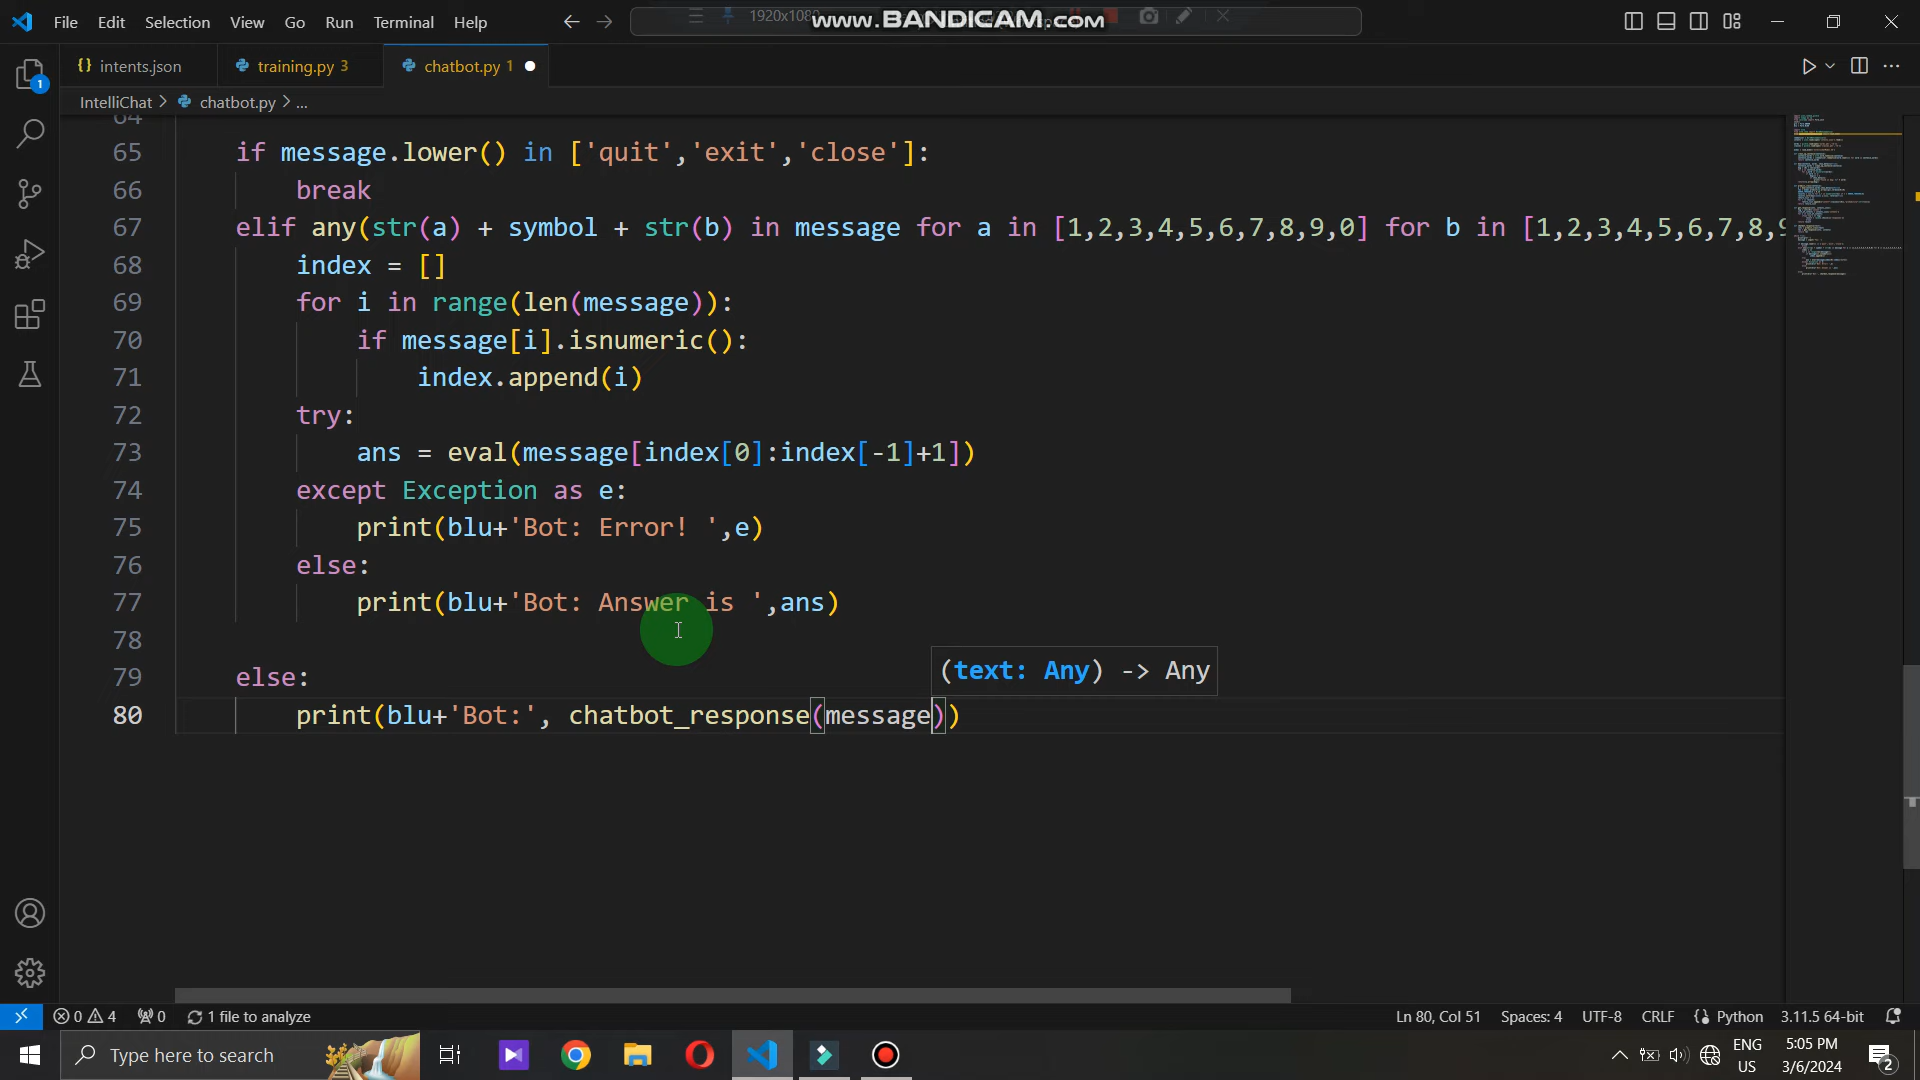 File Edit Selection View Go Run Terminal Help
1920x1080
www.BANDICAM.com
intents.json
training.py 3
chatbot.py 1
1
IntelliChat > chatbot.py > ...
64
65 if message.lower() in ['quit','exit','close']:
66 break
67 elif any(str(a) + symbol + str(b) in message for a in [1,2,3,4,5,6,7,8,9,0] for b in [1,2,3,4,5,6,7,8,9
68 index = []
69 for i in range(len(message)):
70 if message[i].isnumeric():
71 index.append(i)
72 try:
73 ans = eval(message[index[0]:index[-1]+1])
74 except Exception as e:
75 print(blu+'Bot: Error! ',e)
76 else:
77 print(blu+'Bot: Answer is ',ans)
78
79 else:
(text: Any) -> Any
80 print(blu+'Bot:', chatbot_response(message))
0 4 0 1 file to analyze
Ln 80, Col 51 Spaces: 4 UTF-8 CRLF Python 3.11.5 64-bit
Type here to search
ENG
US
5:05 PM
3/6/2024
2